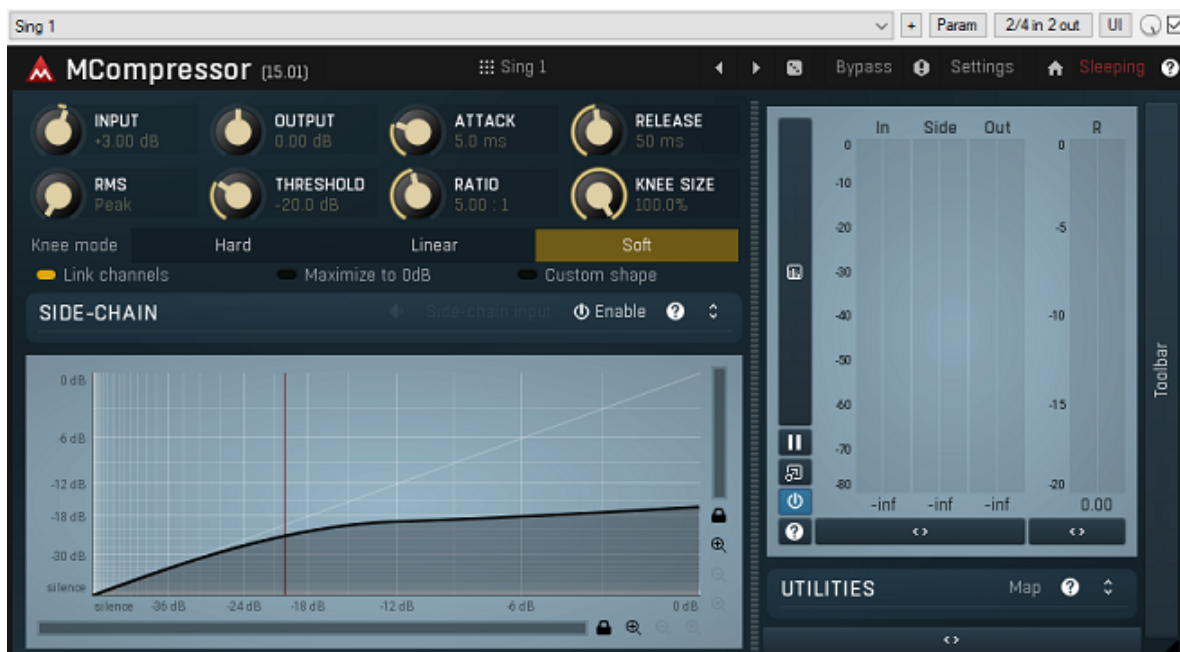 Sing 1 + Param 2/4 in 2 out UI
MCompressor (15.01) Sing 1 Bypass Settings Sleeping ?
INPUT OUTPUT ATTACK RELEASE
+3.00 dB 0.00 dB 5.0 ms 50 ms
RMS THRESHOLD RATIO KNEE SIZE
Peak -20.0 dB 5.00 : 1 100.0%
Knee mode Hard Linear Soft
Link channels Maximize to 0dB Custom shape
SIDE-CHAIN Side-chain input Enable ?
0 dB
-6 dB
-12 dB
-18 dB
-30 dB
silence
silence -36 dB -24 dB -18 dB -12 dB -6 dB 0 dB
In Side Out R
0 0
-10
-20 -5
-30
-40 -10
-50
-60 -15
-70
-80 -20
-inf -inf -inf 0.00
?
UTILITIES Map ?
Toolbar